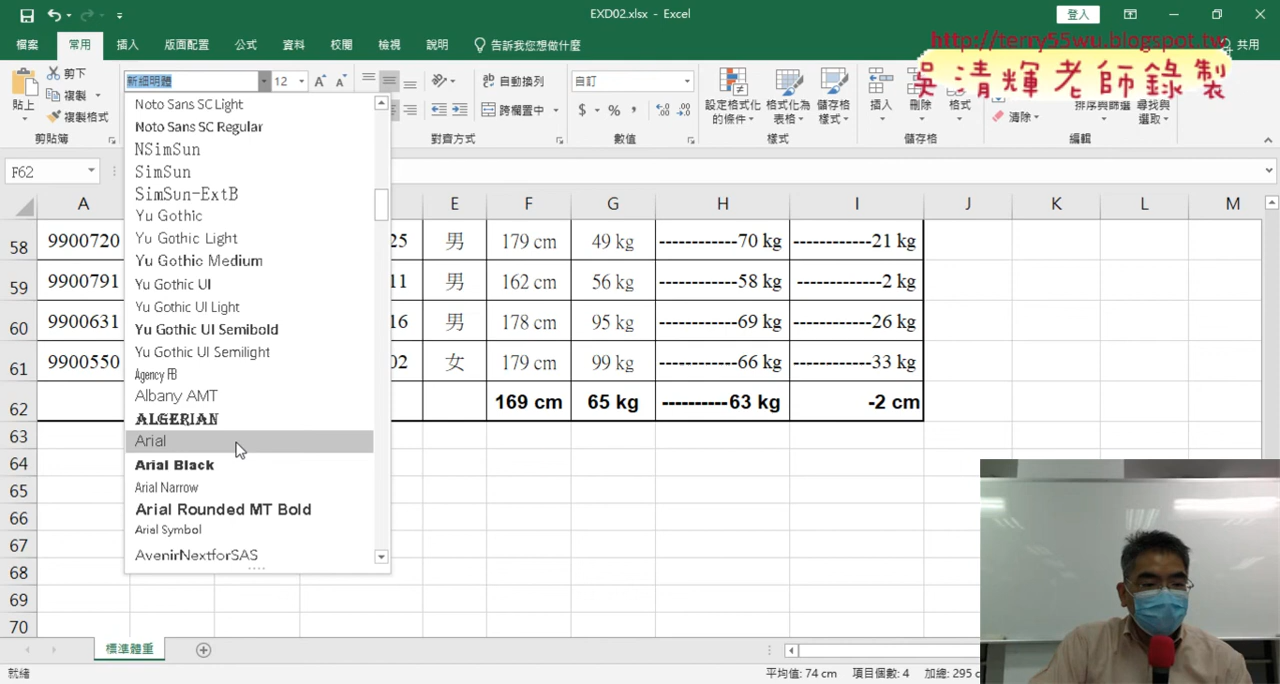 EXD02.xlsx - Excel
登入
http://terry55wu.blogspot.tw
共用
吳清輝老師錄製
檔案 常用 插入 版面配置 公式 資料 校閱 檢視 說明 告訴我您想做什麼
貼上 剪下 複製 複製格式
新細明體 12
自動換列 跨欄置中
自訂
$ % ,
設定格式化的條件 格式化為表格 儲存格樣式
插入 刪除 格式
清除 排序與篩選 尋找與選取
剪貼簿 對齊方式 數值 樣式 儲存格 編輯
F62
A E F G H I J K L M
58 9900720 25 男 179 cm 49 kg ------------70 kg ------------21 kg
59 9900791 11 男 162 cm 56 kg ------------58 kg -------------2 kg
60 9900631 16 男 178 cm 95 kg ------------69 kg ------------26 kg
61 9900550 02 女 179 cm 99 kg ------------66 kg ------------33 kg
62 169 cm 65 kg ----------63 kg -2 cm
63
64
65
66
67
68
69
70
Noto Sans SC Light
Noto Sans SC Regular
NSimSun
SimSun
SimSun-ExtB
Yu Gothic
Yu Gothic Light
Yu Gothic Medium
Yu Gothic UI
Yu Gothic UI Light
Yu Gothic UI Semibold
Yu Gothic UI Semilight
Agency FB
Albany AMT
ALGERIAN
Arial
Arial Black
Arial Narrow
Arial Rounded MT Bold
Arial Symbol
AvenirNextforSAS
標準體重
就緒 平均值: 74 cm 項目個數: 4 加總: 295 c